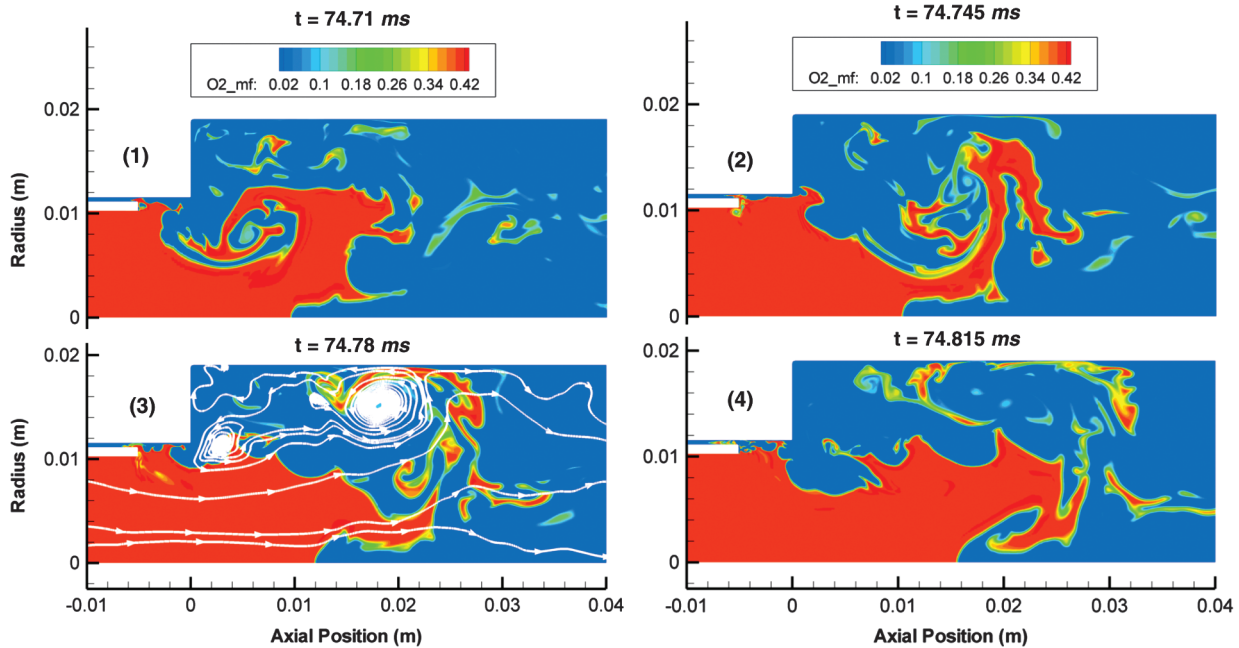 t = 74.71 ms
t = 74.745 ms
O2_mf: 0.02 0.1 0.18 0.26 0.34 0.42
O2_mf: 0.02 0.1 0.18 0.26 0.34 0.42
0.02
0.02
(1)
(2)
Radius (m)
Radius (m)
0.01
0.01
0
0
t = 74.78 ms
t = 74.815 ms
0.02
0.02
(3)
(4)
Radius (m)
Radius (m)
0.01
0.01
0
0
-0.01 0 0.01 0.02 0.03 0.04
-0.01 0 0.01 0.02 0.03 0.04
Axial Position (m)
Axial Position (m)